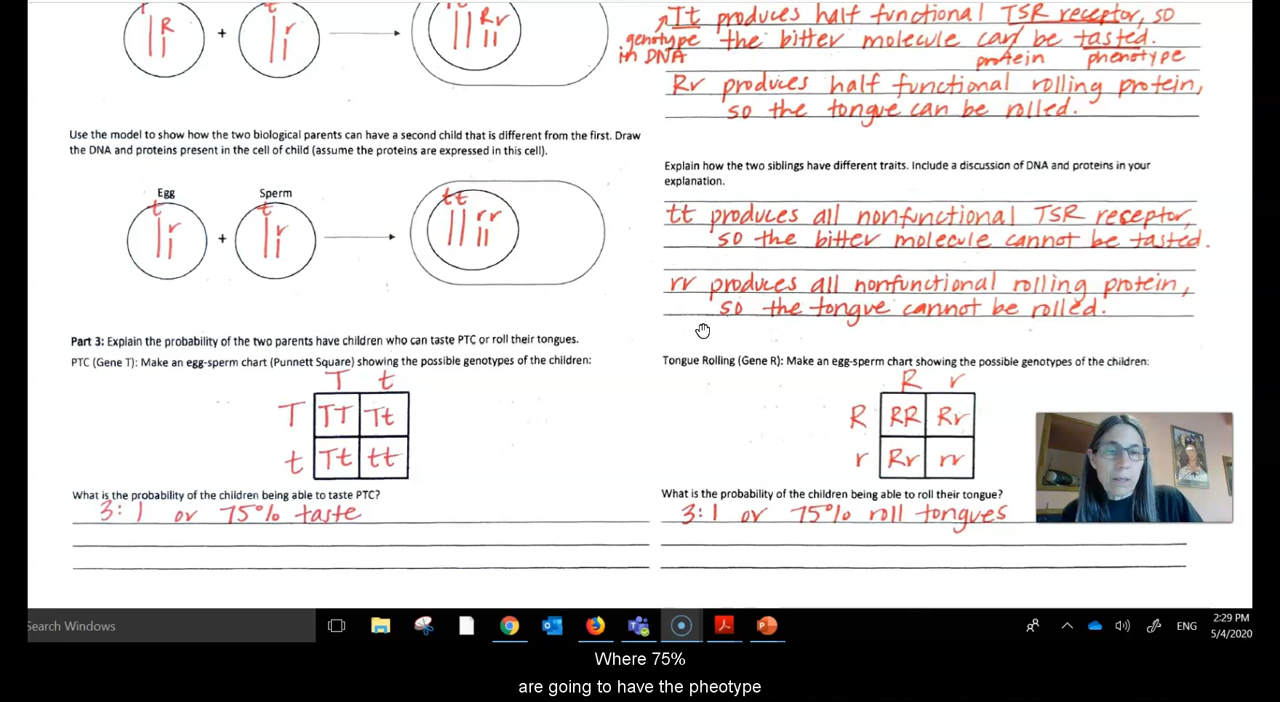 R
r
Rr
Tt produces half functional TSR receptor, so
genotype the bitter molecule can be tasted.
in DNA protein phenotype
Rr produces half functional rolling protein,
so the tongue can be rolled.
Use the model to show how the two biological parents can have a second child that is different from the first. Draw
the DNA and proteins present in the cell of child (assume the proteins are expressed in this cell).
Egg
Sperm
t
r
+
t
r
tt
rr
Explain how the two siblings have different traits. Include a discussion of DNA and proteins in your
explanation.
tt produces all nonfunctional TSR receptor,
so the bitter molecule cannot be tasted.
rr produces all nonfunctional rolling protein,
so the tongue cannot be rolled.
Part 3: Explain the probability of the two parents have children who can taste PTC or roll their tongues.
PTC (Gene T): Make an egg-sperm chart (Punnett Square) showing the possible genotypes of the children:
T t
T TT Tt
t Tt tt
What is the probability of the children being able to taste PTC?
3:1 or 75% taste
Tongue Rolling (Gene R): Make an egg-sperm chart showing the possible genotypes of the children:
R r
R RR Rr
r Rr rr
What is the probability of the children being able to roll their tongue?
3:1 or 75% roll tongues
Search Windows
ENG
2:29 PM
5/4/2020
Where 75%
are going to have the pheotype